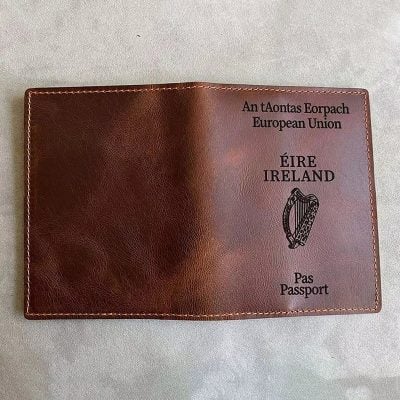 An tAontas Eorpach
European Union
ÉIRE
IRELAND
Pas
Passport